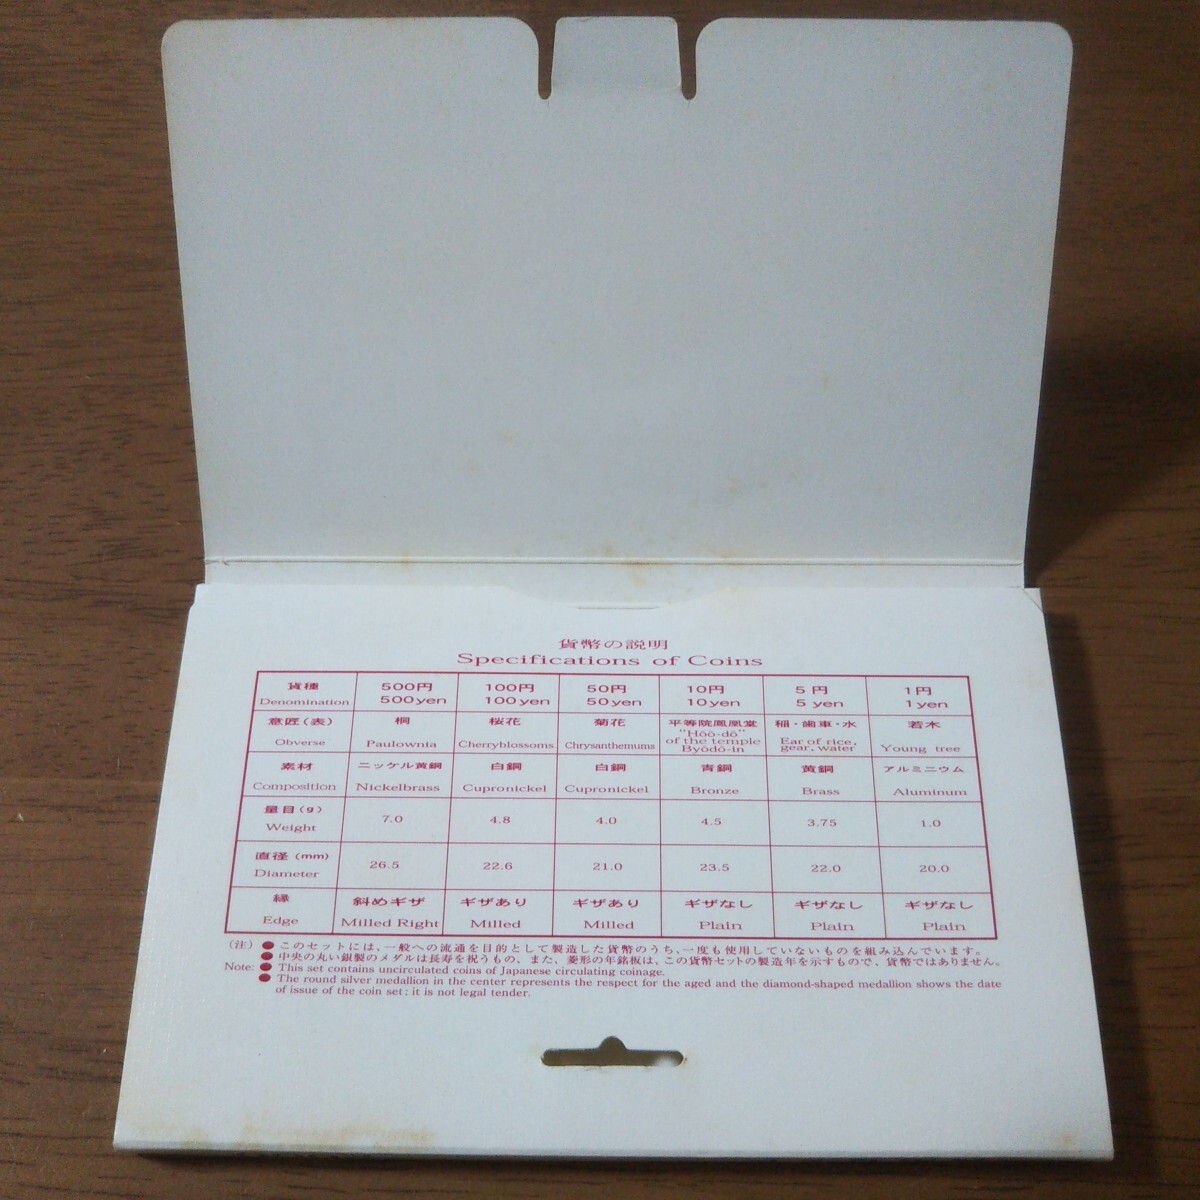 貨幣の説明
Specifications of Coins
貨種 500円 100円 50円 10円 5円 1円
Denomination 500yen 100yen 50yen 10yen 5yen 1yen
意匠(表) 桐 桜花 菊花 平等院鳳凰堂 稲・歯車・水 若木
Obverse Paulownia Cherryblossoms Chrysanthemums "Hōō-dō" of the temple Byōdō-in Ear of rice, gear, water Young tree
素材 ニッケル黄銅 白銅 白銅 青銅 黄銅 アルミニウム
Composition Nickelbrass Cupronickel Cupronickel Bronze Brass Aluminum
量目(g)
Weight 7.0 4.8 4.0 4.5 3.75 1.0
直径(mm)
Diameter 26.5 22.6 21.0 23.5 22.0 20.0
縁 斜めギザ ギザあり ギザあり ギザなし ギザなし ギザなし
Edge Milled Right Milled Milled Plain Plain Plain
(注) ●このセットには、一般への流通を目的として製造した貨幣のうち、一度も使用していないものを組み込んでいます。
●中央の丸い銀製のメダルは長寿を祝うもの、また、菱形の年銘板は、この貨幣セットの製造年を示すもので、貨幣ではありません。
Note: ●This set contains uncirculated coins of Japanese circulating coinage.
●The round silver medallion in the center represents the respect for the aged and the diamond-shaped medallion shows the date
of issue of the coin set; it is not legal tender.